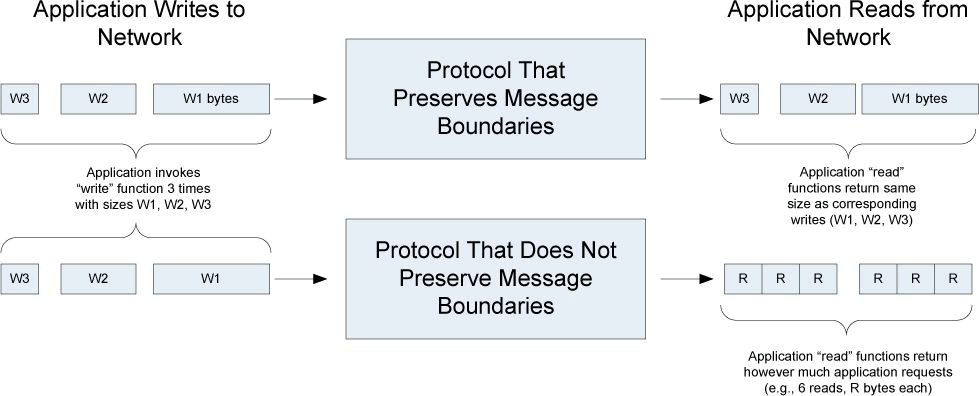 Application Writes to
Network
Application Reads from
Network
W3
W2
W1 bytes
Protocol That
Preserves Message
Boundaries
W3
W2
W1 bytes
Application invokes
“write” function 3 times
with sizes W1, W2, W3
Application “read”
functions return same
size as corresponding
writes (W1, W2, W3)
W3
W2
W1
Protocol That Does Not
Preserve Message
Boundaries
R
R
R
R
R
R
Application “read” functions return
however much application requests
(e.g., 6 reads, R bytes each)